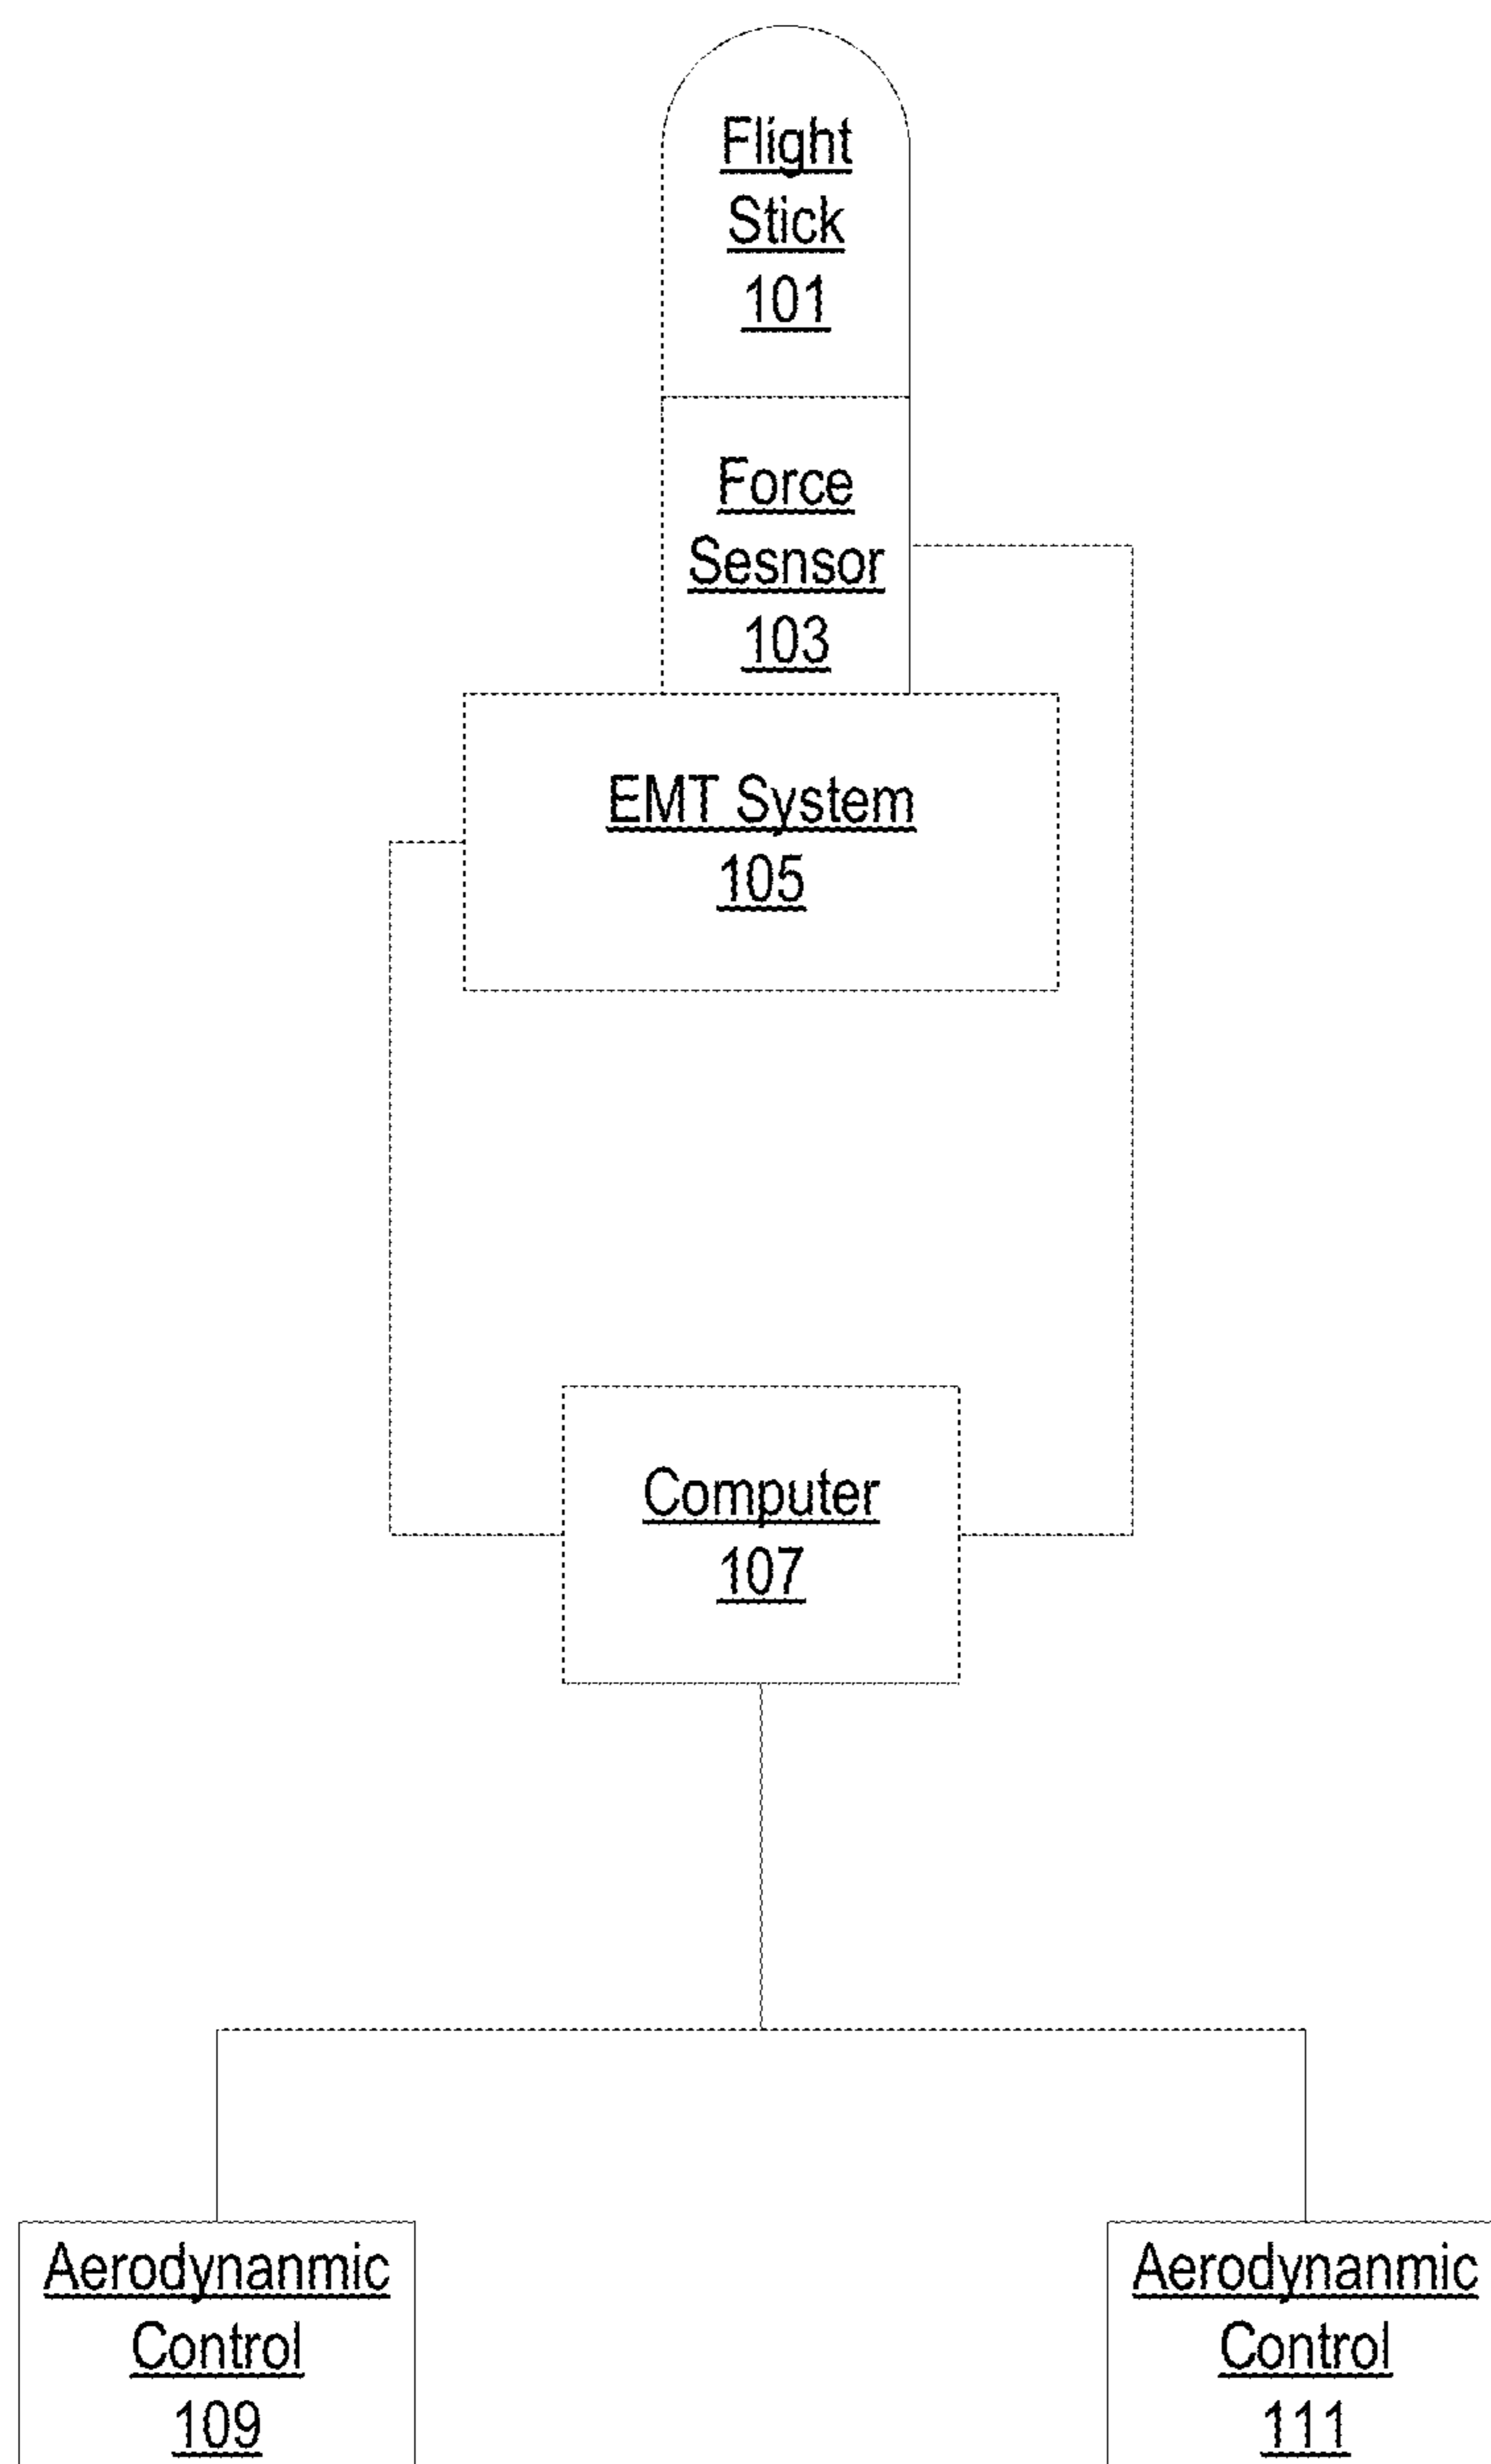 Flight
Stick
101
Force
Sesnsor
103
EMT System
105
Computer
107
Aerodynanmic
Control
109
Aerodynanmic
Control
111